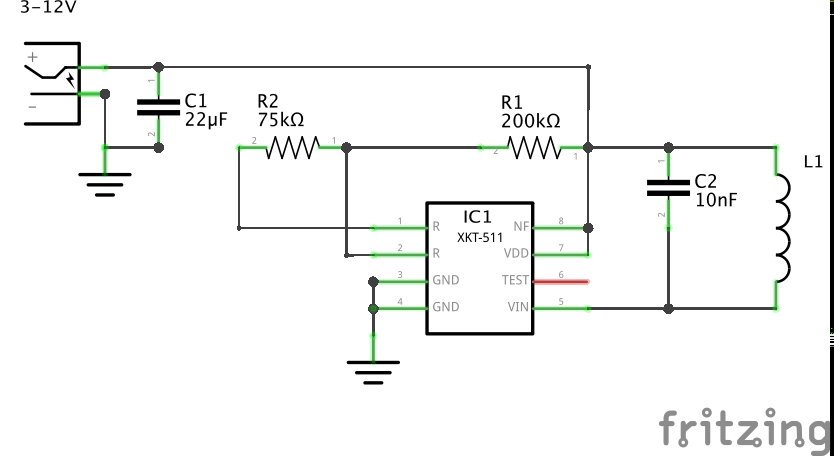 3-12V
+
-
1
C1
22µF
2
R2
75kΩ
2
1
R1
200kΩ
2
1
1
C2
10nF
2
L1
IC1
XKT-511
1
R
NF
8
2
R
VDD
7
3
GND
TEST
6
4
GND
VIN
5
fritzing